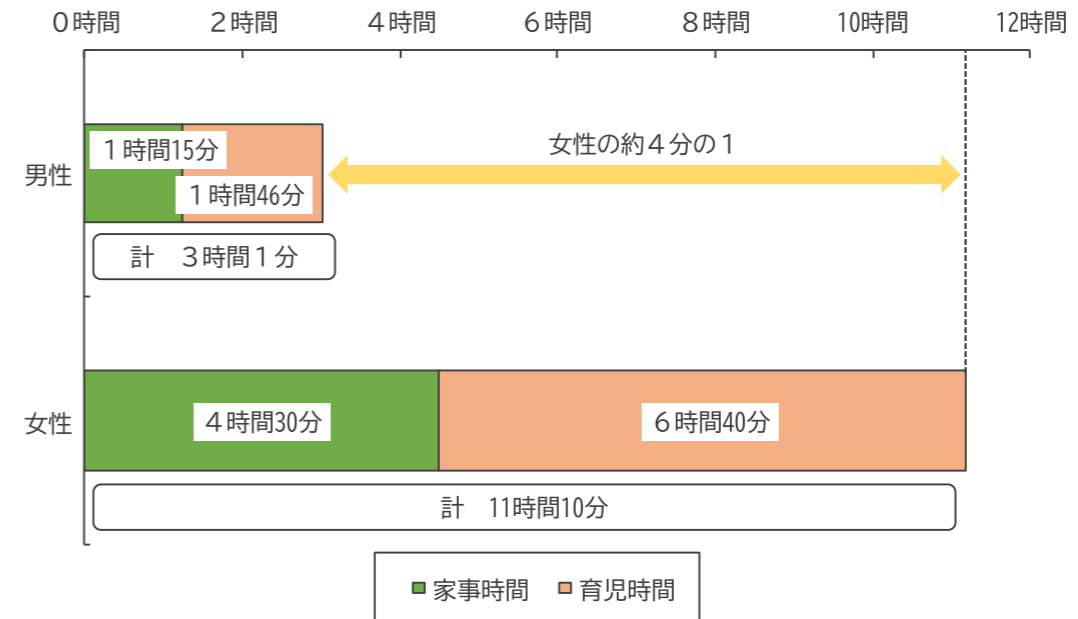 ０時間 ２時間 ４時間 ６時間 ８時間 10時間 12時間
女性の約４分の１
男性
１時間15分
１時間46分
計　３時間１分
女性
４時間30分 ６時間40分
計　11時間10分
家事時間 育児時間